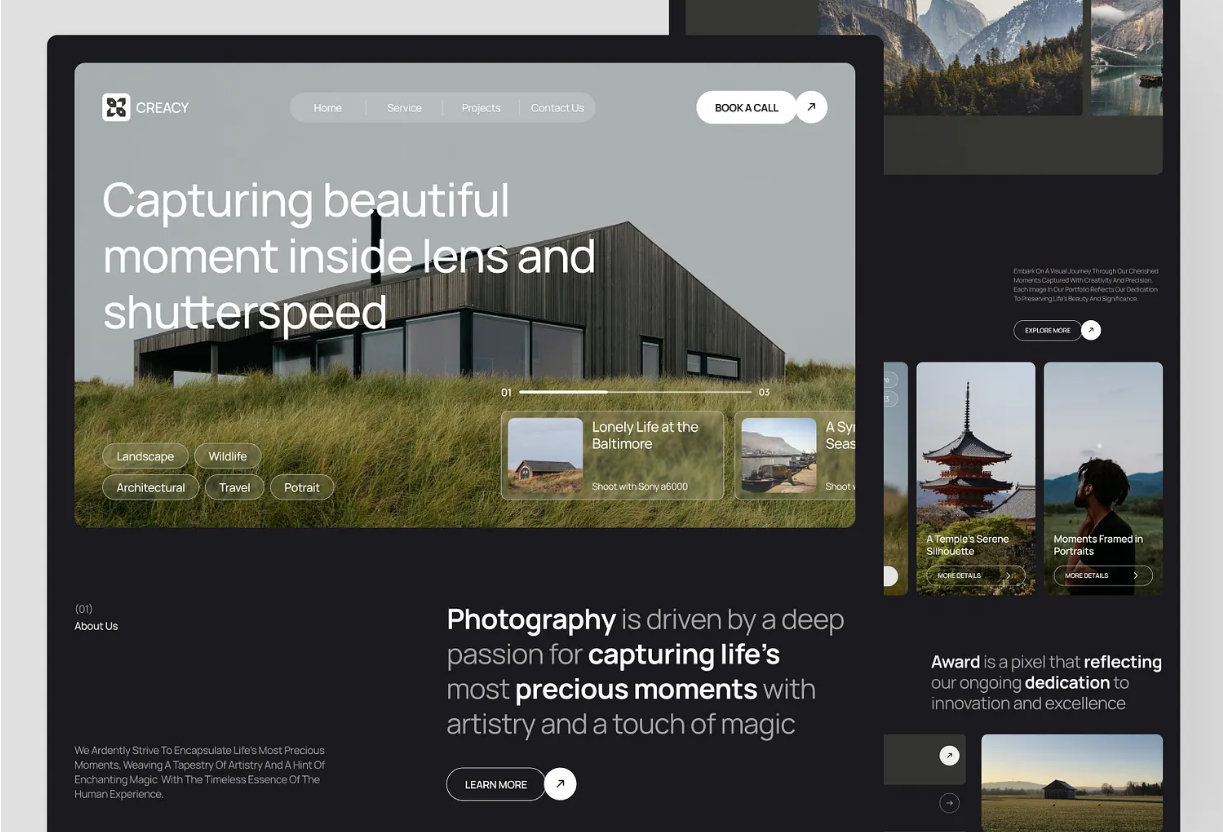 CREACY
Home
Service
Projects
Contact Us
BOOK A CALL
Capturing beautiful
moment inside lens and
shutterspeed
01
03
Landscape
Wildlife
Architectural
Travel
Potrait
Lonely Life at the
Baltimore
Shoot with Sony a6000
A Sy
Seas
Shoot w
(01)
About Us
Photography is driven by a deep
passion for capturing life's
most precious moments with
artistry and a touch of magic
We Ardently Strive To Encapsulate Life's Most Precious
Moments, Weaving A Tapestry Of Artistry And A Hint Of
Enchanting Magic With The Timeless Essence Of The
Human Experience.
LEARN MORE
Embark On A Visual Journey Through Our Cherished
Moments Captured With Creativity And Precision.
Each Image In Our Portfolio Reflects Our Dedication
To Preserving Life's Beauty And Significance.
EXPLORE MORE
A Temple's Serene
Silhouette
MORE DETAILS
Moments Framed in
Portraits
MORE DETAILS
Award is a pixel that reflecting
our ongoing dedication to
innovation and excellence